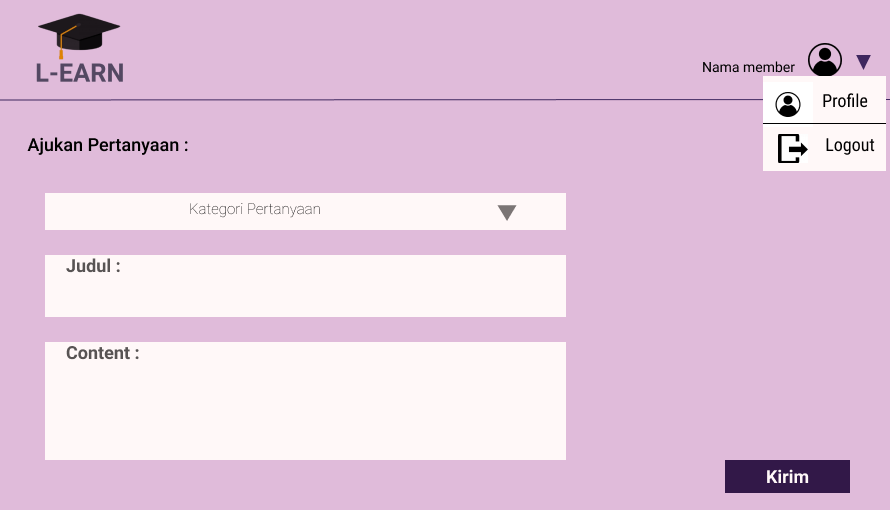 L-EARN
Nama member
Profile
Logout
Ajukan Pertanyaan :
Kategori Pertanyaan
Judul :
Content :
Kirim